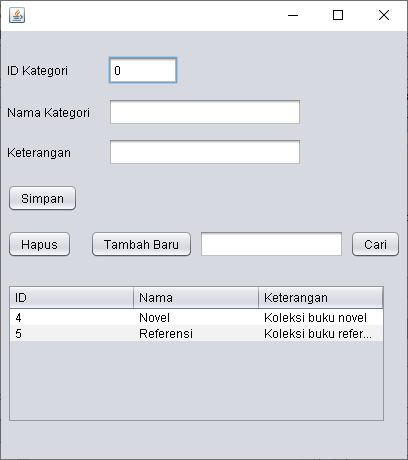 ID Kategori 0
Nama Kategori
Keterangan
Simpan
Hapus Tambah Baru Cari
ID Nama Keterangan
4 Novel Koleksi buku novel
5 Referensi Koleksi buku refer...